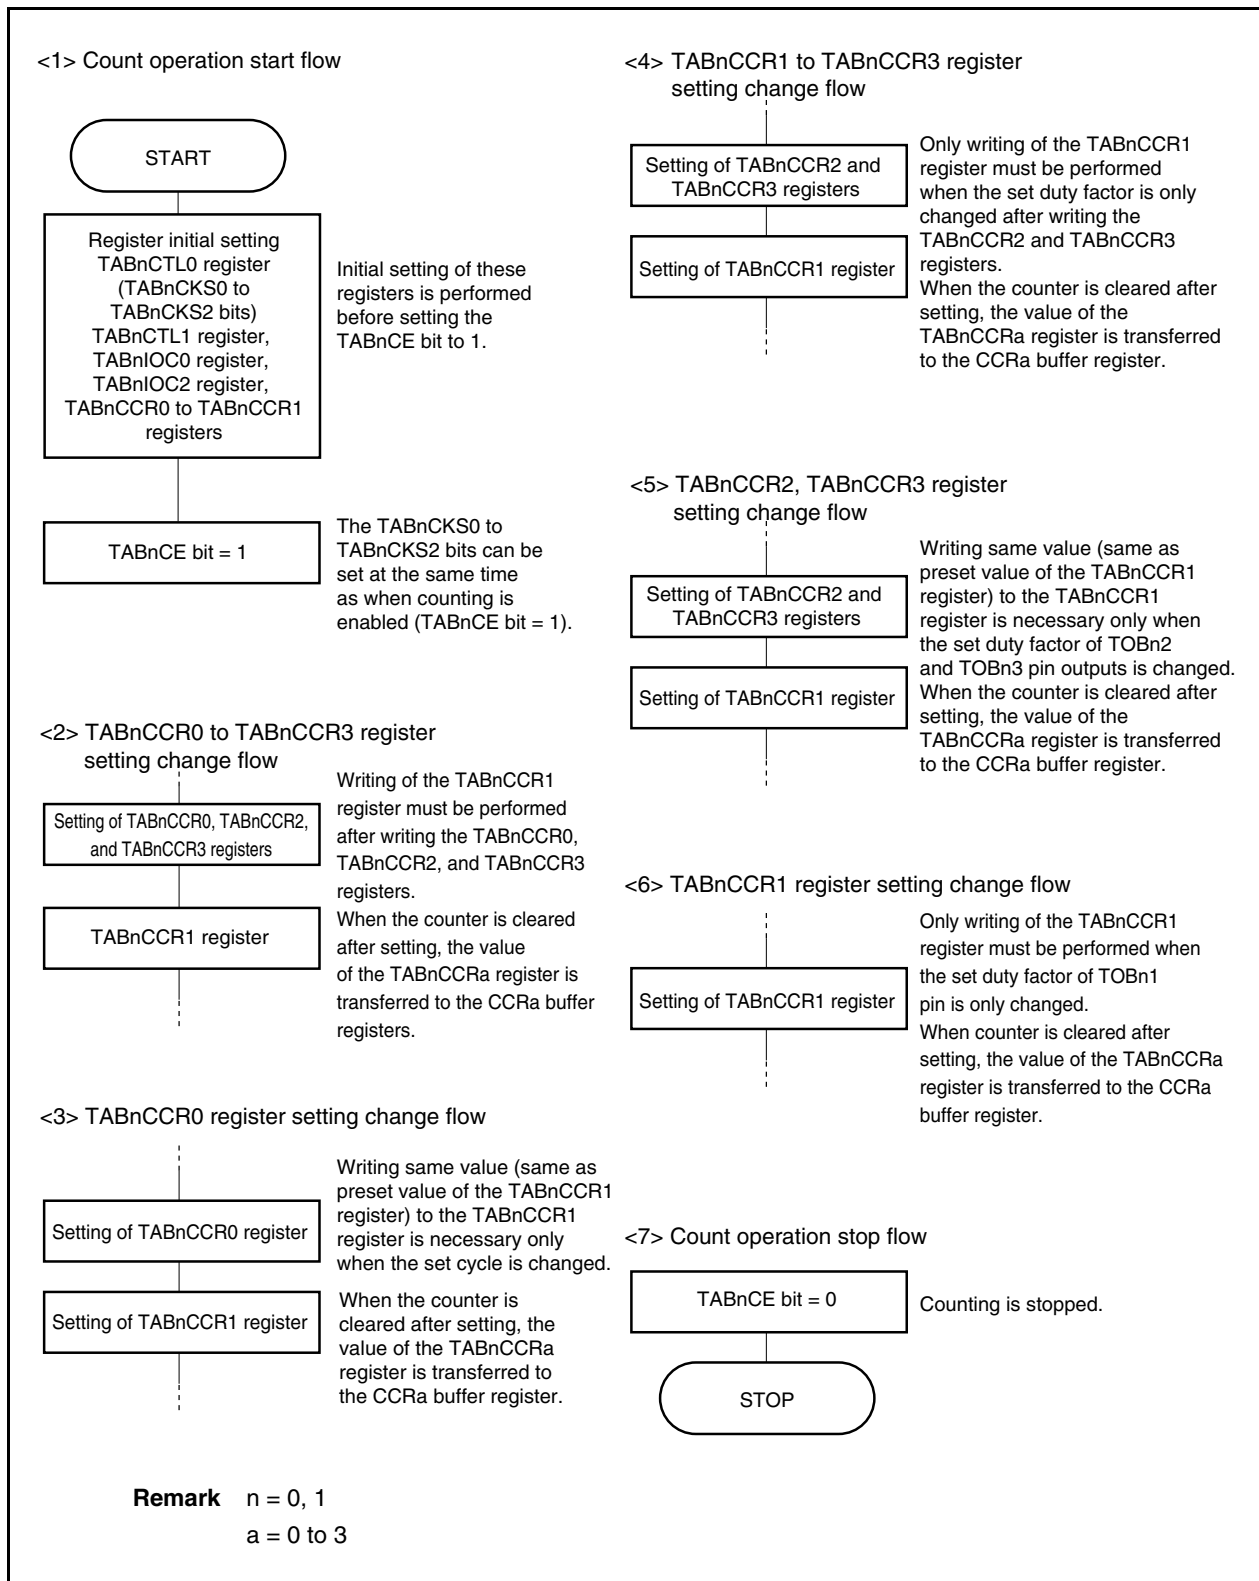 <1> Count operation start flow
START
Register initial setting
TABnCTL0 register
(TABnCKS0 to
TABnCKS2 bits)
TABnCTL1 register,
TABnIOC0 register,
TABnIOC2 register,
TABnCCR0 to TABnCCR1
registers
Initial setting of these
registers is performed
before setting the
TABnCE bit to 1.
TABnCE bit = 1
The TABnCKS0 to
TABnCKS2 bits can be
set at the same time
as when counting is
enabled (TABnCE bit = 1).
<2> TABnCCR0 to TABnCCR3 register
setting change flow
Setting of TABnCCR0, TABnCCR2,
and TABnCCR3 registers
TABnCCR1 register
Writing of the TABnCCR1
register must be performed
after writing the TABnCCR0,
TABnCCR2, and TABnCCR3
registers.
When the counter is cleared
after setting, the value
of the TABnCCRa register is
transferred to the CCRa buffer
registers.
<3> TABnCCR0 register setting change flow
Setting of TABnCCR0 register
Writing same value (same as
preset value of the TABnCCR1
register) to the TABnCCR1
register is necessary only
when the set cycle is changed.
Setting of TABnCCR1 register
When the counter is
cleared after setting, the
value of the TABnCCRa
register is transferred to
the CCRa buffer register.
<4> TABnCCR1 to TABnCCR3 register
setting change flow
Setting of TABnCCR2 and
TABnCCR3 registers
Setting of TABnCCR1 register
Only writing of the TABnCCR1
register must be performed
when the set duty factor is only
changed after writing the
TABnCCR2 and TABnCCR3
registers.
When the counter is cleared after
setting, the value of the
TABnCCRa register is transferred
to the CCRa buffer register.
<5> TABnCCR2, TABnCCR3 register
setting change flow
Setting of TABnCCR2 and
TABnCCR3 registers
Setting of TABnCCR1 register
Writing same value (same as
preset value of the TABnCCR1
register) to the TABnCCR1
register is necessary only when
the set duty factor of TOBn2
and TOBn3 pin outputs is changed.
When the counter is cleared after
setting, the value of the
TABnCCRa register is transferred
to the CCRa buffer register.
<6> TABnCCR1 register setting change flow
Setting of TABnCCR1 register
Only writing of the TABnCCR1
register must be performed when
the set duty factor of TOBn1
pin is only changed.
When counter is cleared after
setting, the value of the TABnCCRa
register is transferred to the CCRa
buffer register.
<7> Count operation stop flow
TABnCE bit = 0
Counting is stopped.
STOP
Remark n = 0, 1
a = 0 to 3